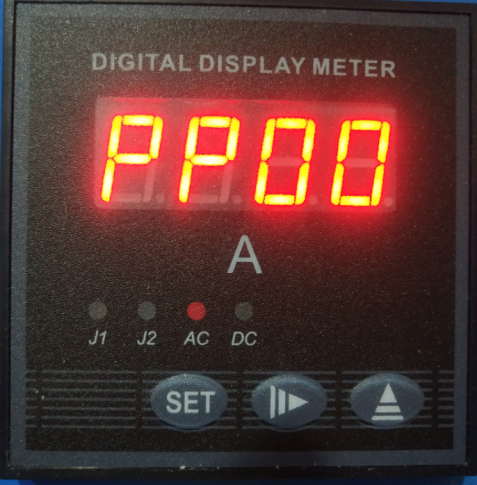 DIGITAL DISPLAY METER
PP00
A
J1 J2 AC DC
SET